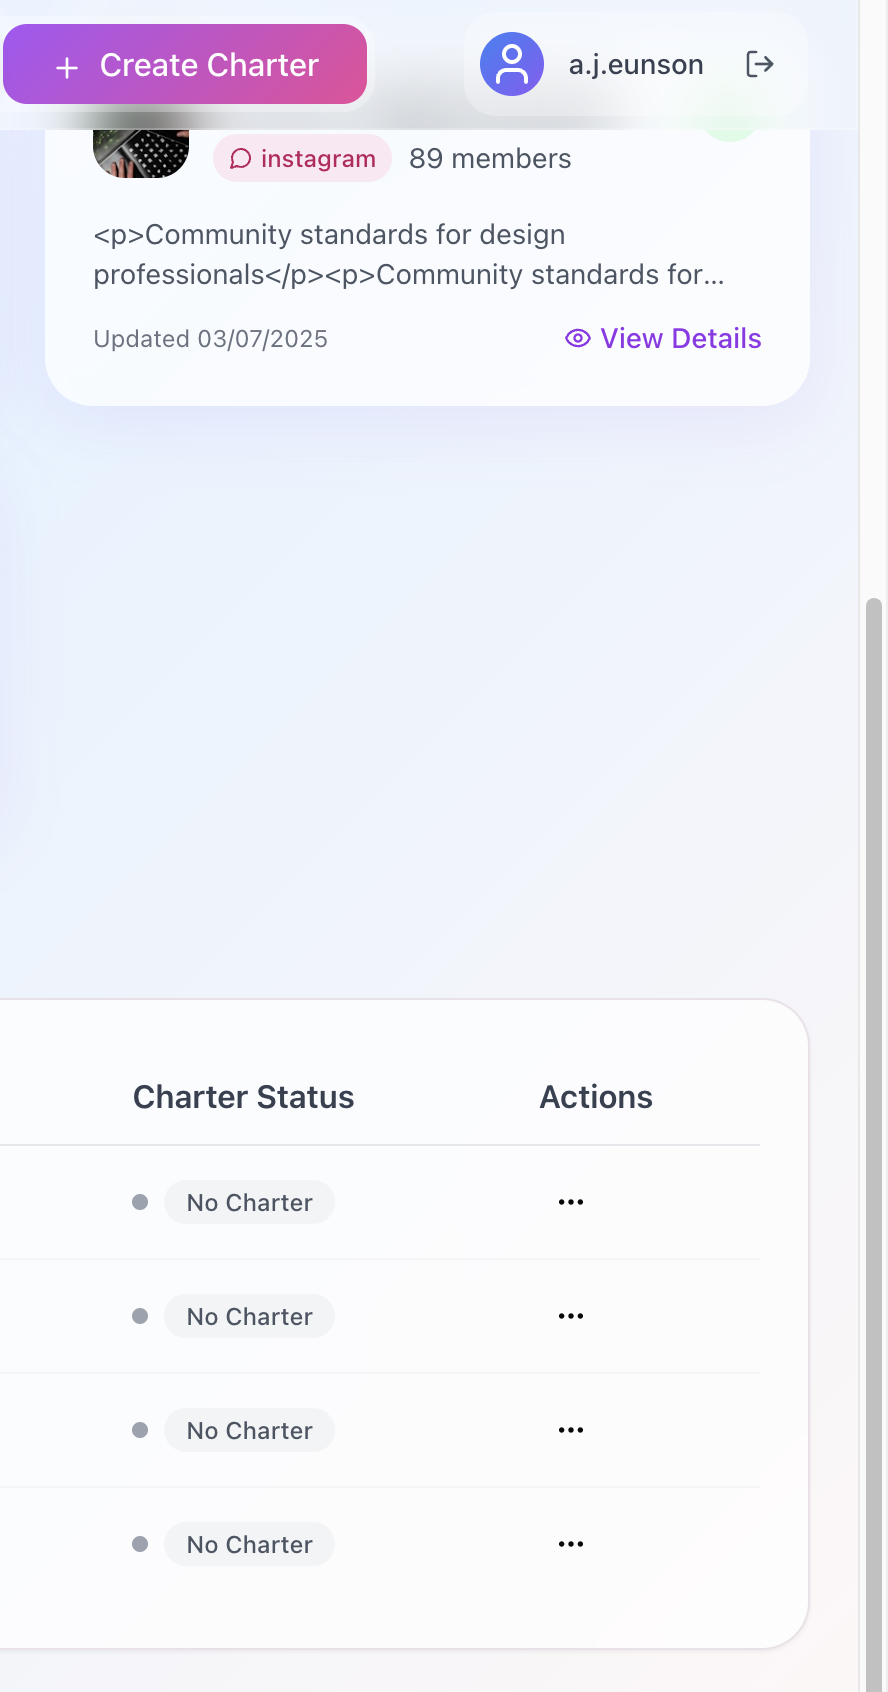 + Create Charter
a.j.eunson
instagram
89 members
<p>Community standards for design
professionals</p><p>Community standards for...
Updated 03/07/2025
View Details
Charter Status
Actions
No Charter
...
No Charter
...
No Charter
...
No Charter
...